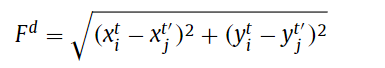 F^d = \sqrt{(x_i^t - x_j^{t'})2 + (y_i^t - y_j^{t'})2}